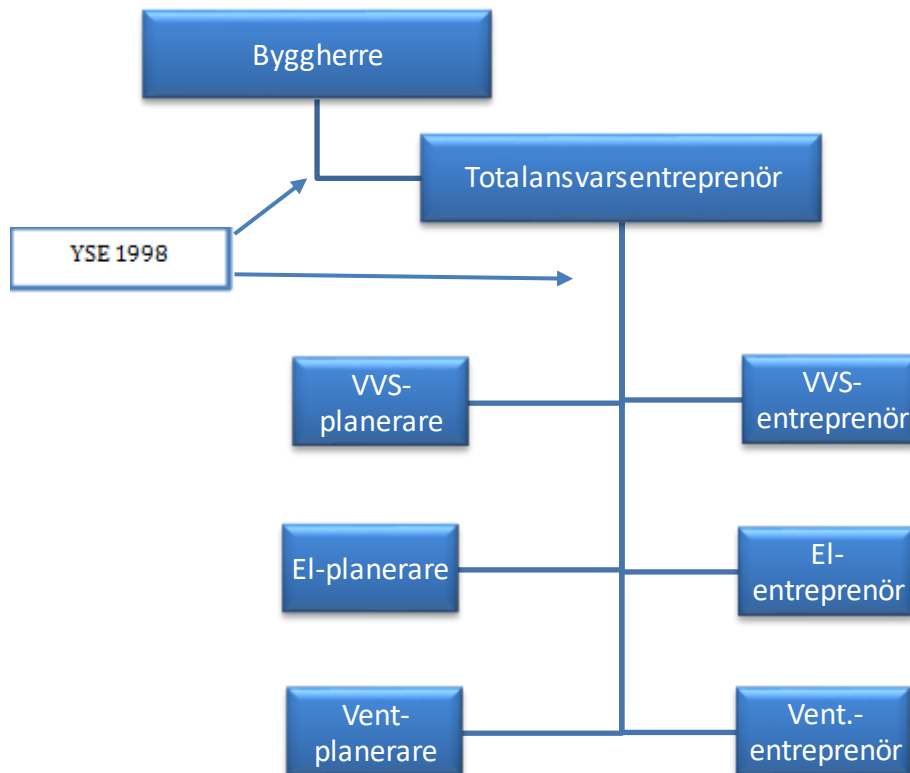 Byggherre
Totalansvarsentreprenör
YSE 1998
VVS-
planerare
VVS-
entreprenör
El-planerare
El-
entreprenör
Vent-
planerare
Vent.-
entreprenör